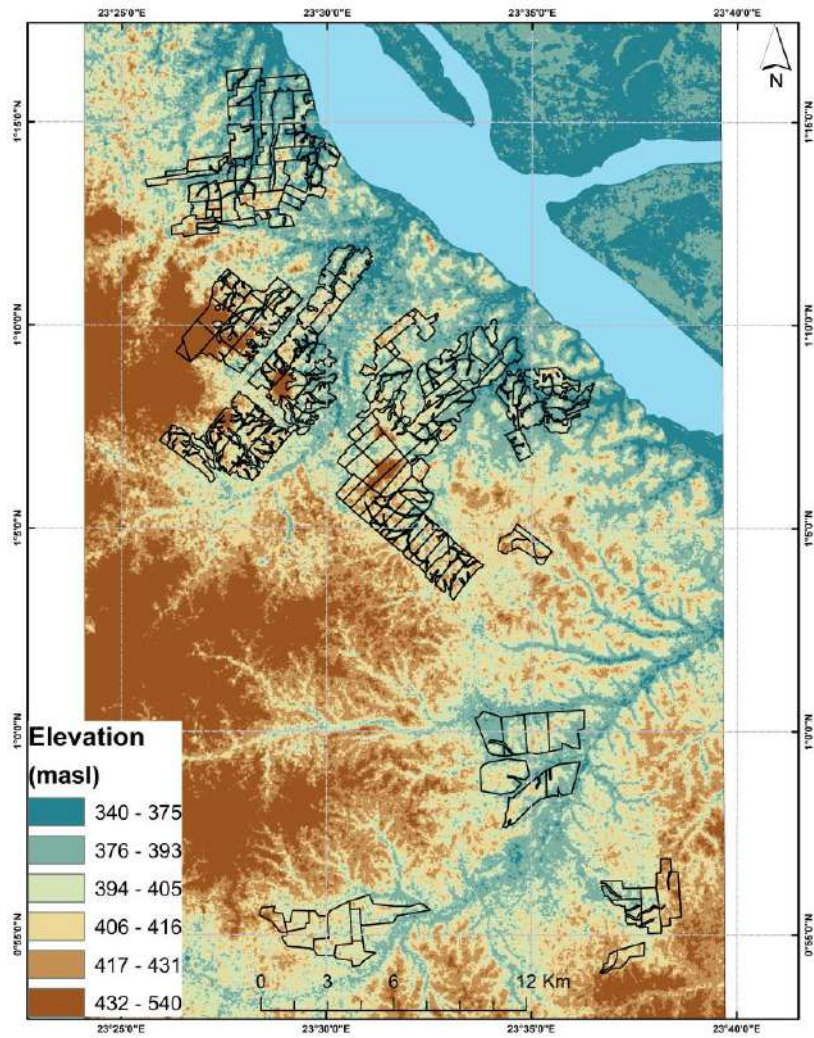 23°25'0"E 23°30'0"E 23°35'0"E 23°40'0"E
N
1°15'0"N 1°15'0"N
1°10'0"N 1°10'0"N
1°5'0"N 1°5'0"N
1°0'0"N 1°0'0"N
Elevation
(masl)
340 - 375
376 - 393
394 - 405
406 - 416
417 - 431
432 - 540
0°55'0"N 0°55'0"N
0 3 6 12 Km
23°25'0"E 23°30'0"E 23°35'0"E 23°40'0"E